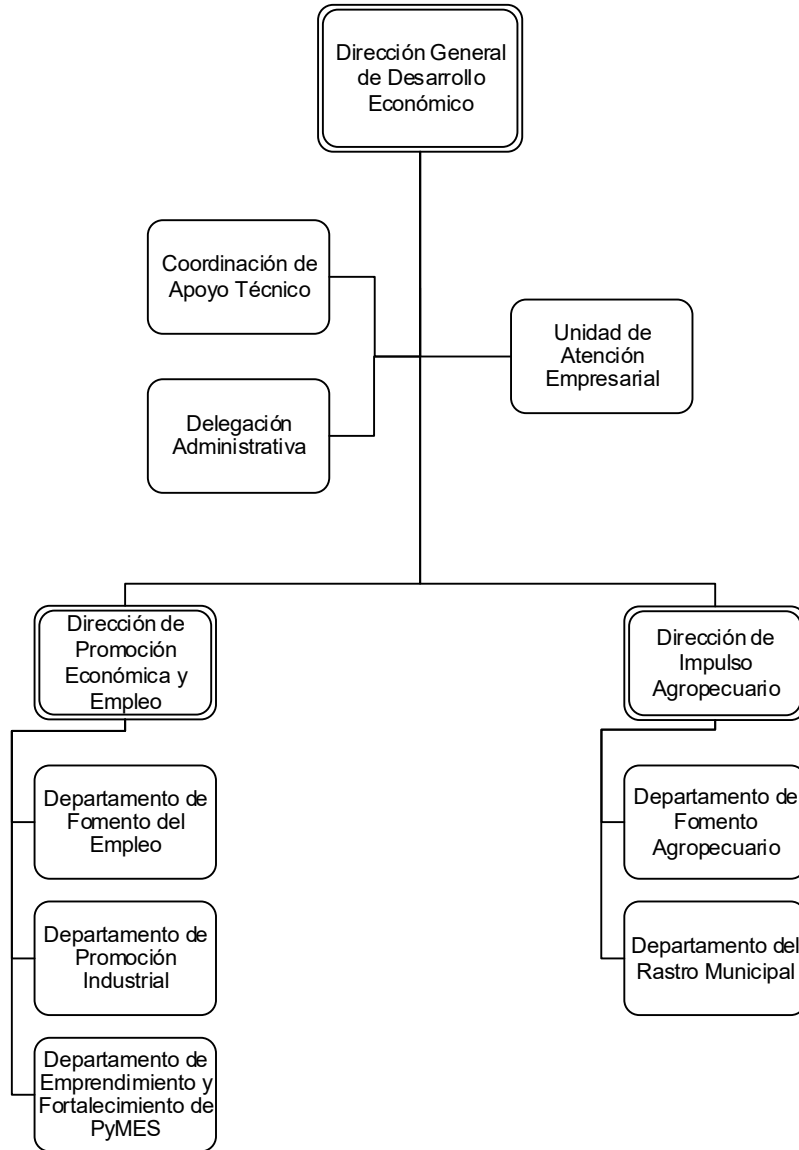 Dirección General
de Desarrollo
Económico
Coordinación de
Apoyo Técnico
Unidad de
Atención
Empresarial
Delegación
Administrativa
Dirección de
Promoción
Económica y
Empleo
Dirección de
Impulso
Agropecuario
Departamento de
Fomento del
Empleo
Departamento de
Fomento
Agropecuario
Departamento de
Promoción
Industrial
Departamento del
Rastro Municipal
Departamento de
Emprendimiento y
Fortalecimiento de
PyMES